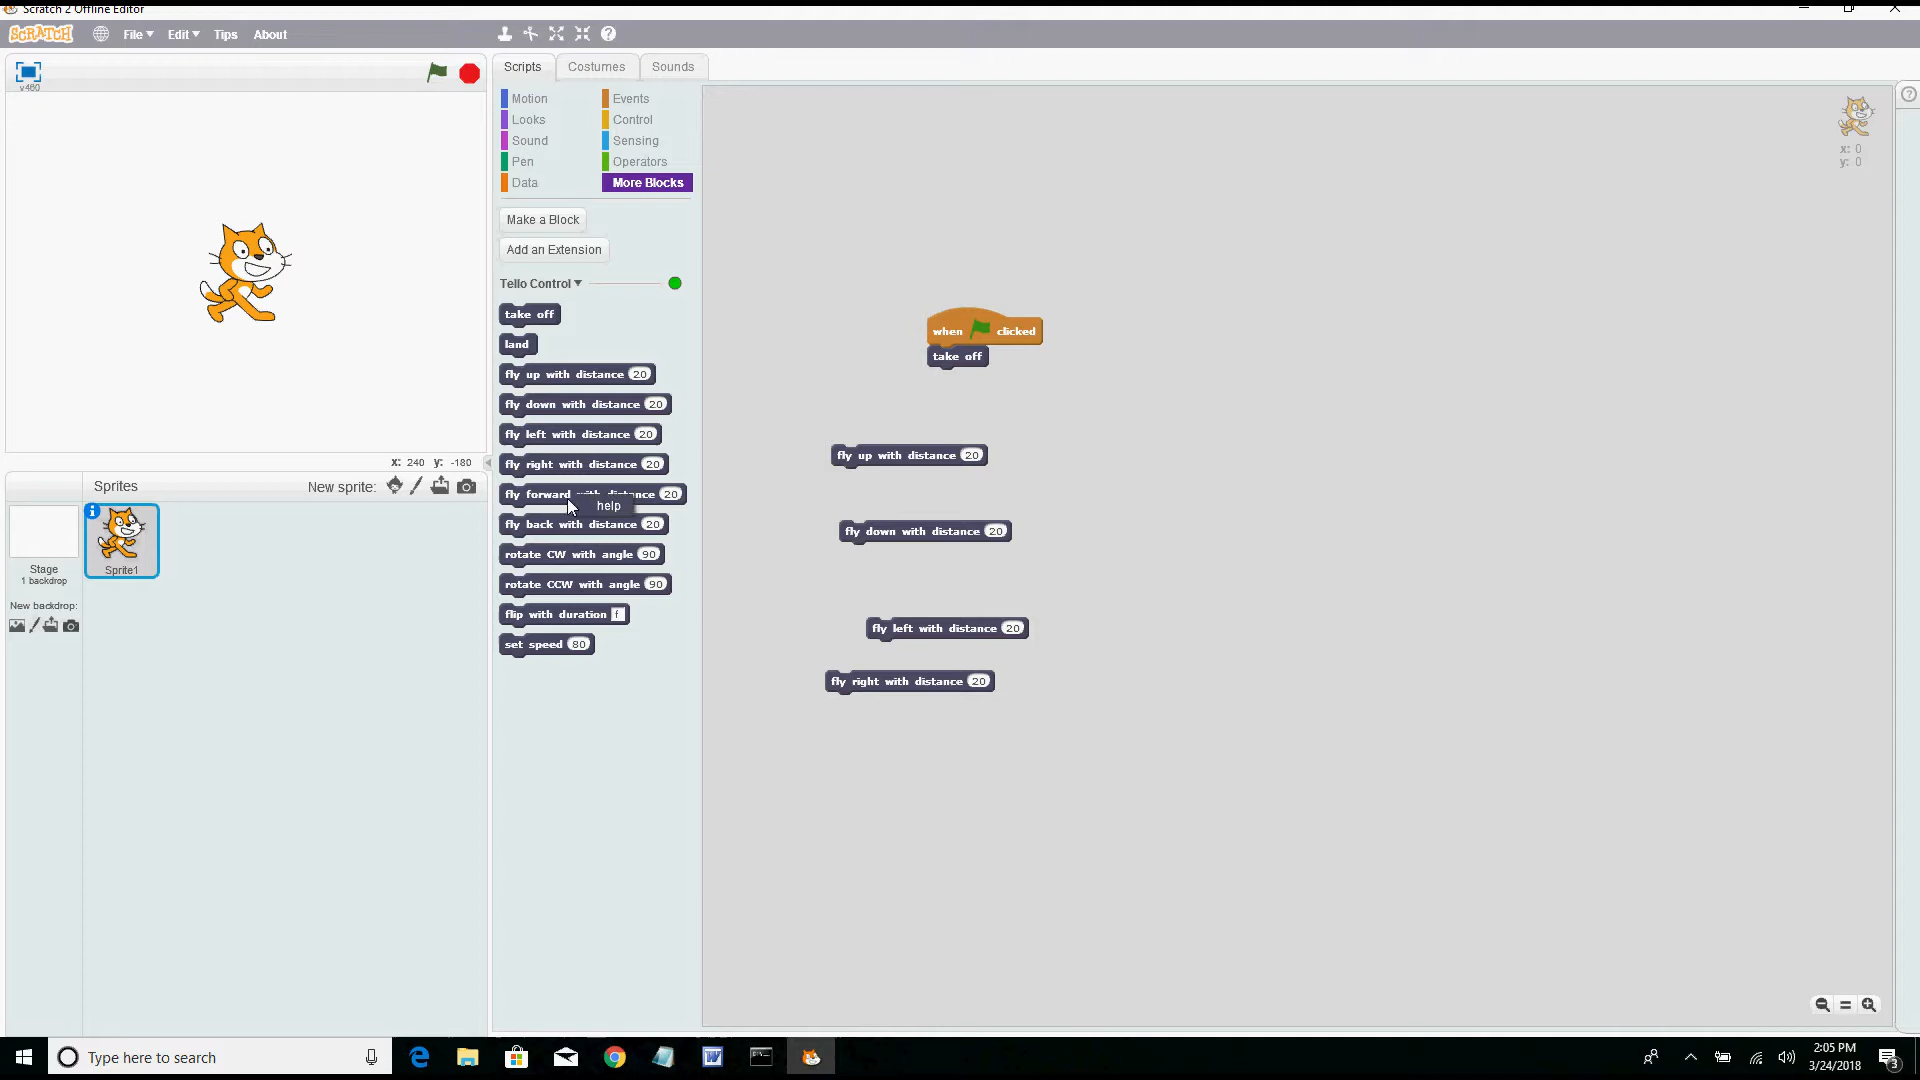 Scratch 2 Offline Editor
SCRATCH File Edit Tips About
v460
Scripts Costumes Sounds
Motion Events
Looks Control
Sound Sensing
Pen Operators
Data More Blocks
Make a Block
Add an Extension
Tello Control
take off
land
fly up with distance 20
fly down with distance 20
fly left with distance 20
fly right with distance 20
fly forward with distance 20
help
fly back with distance 20
rotate CW with angle 90
rotate CCW with angle 90
flip with duration f
set speed 80
when clicked
take off
fly up with distance 20
fly down with distance 20
fly left with distance 20
fly right with distance 20
x: 0
y: 0
x: 240 y: -180
Sprites New sprite:
Sprite1
Stage
1 backdrop
New backdrop:
Type here to search
2:05 PM
3/24/2018
3